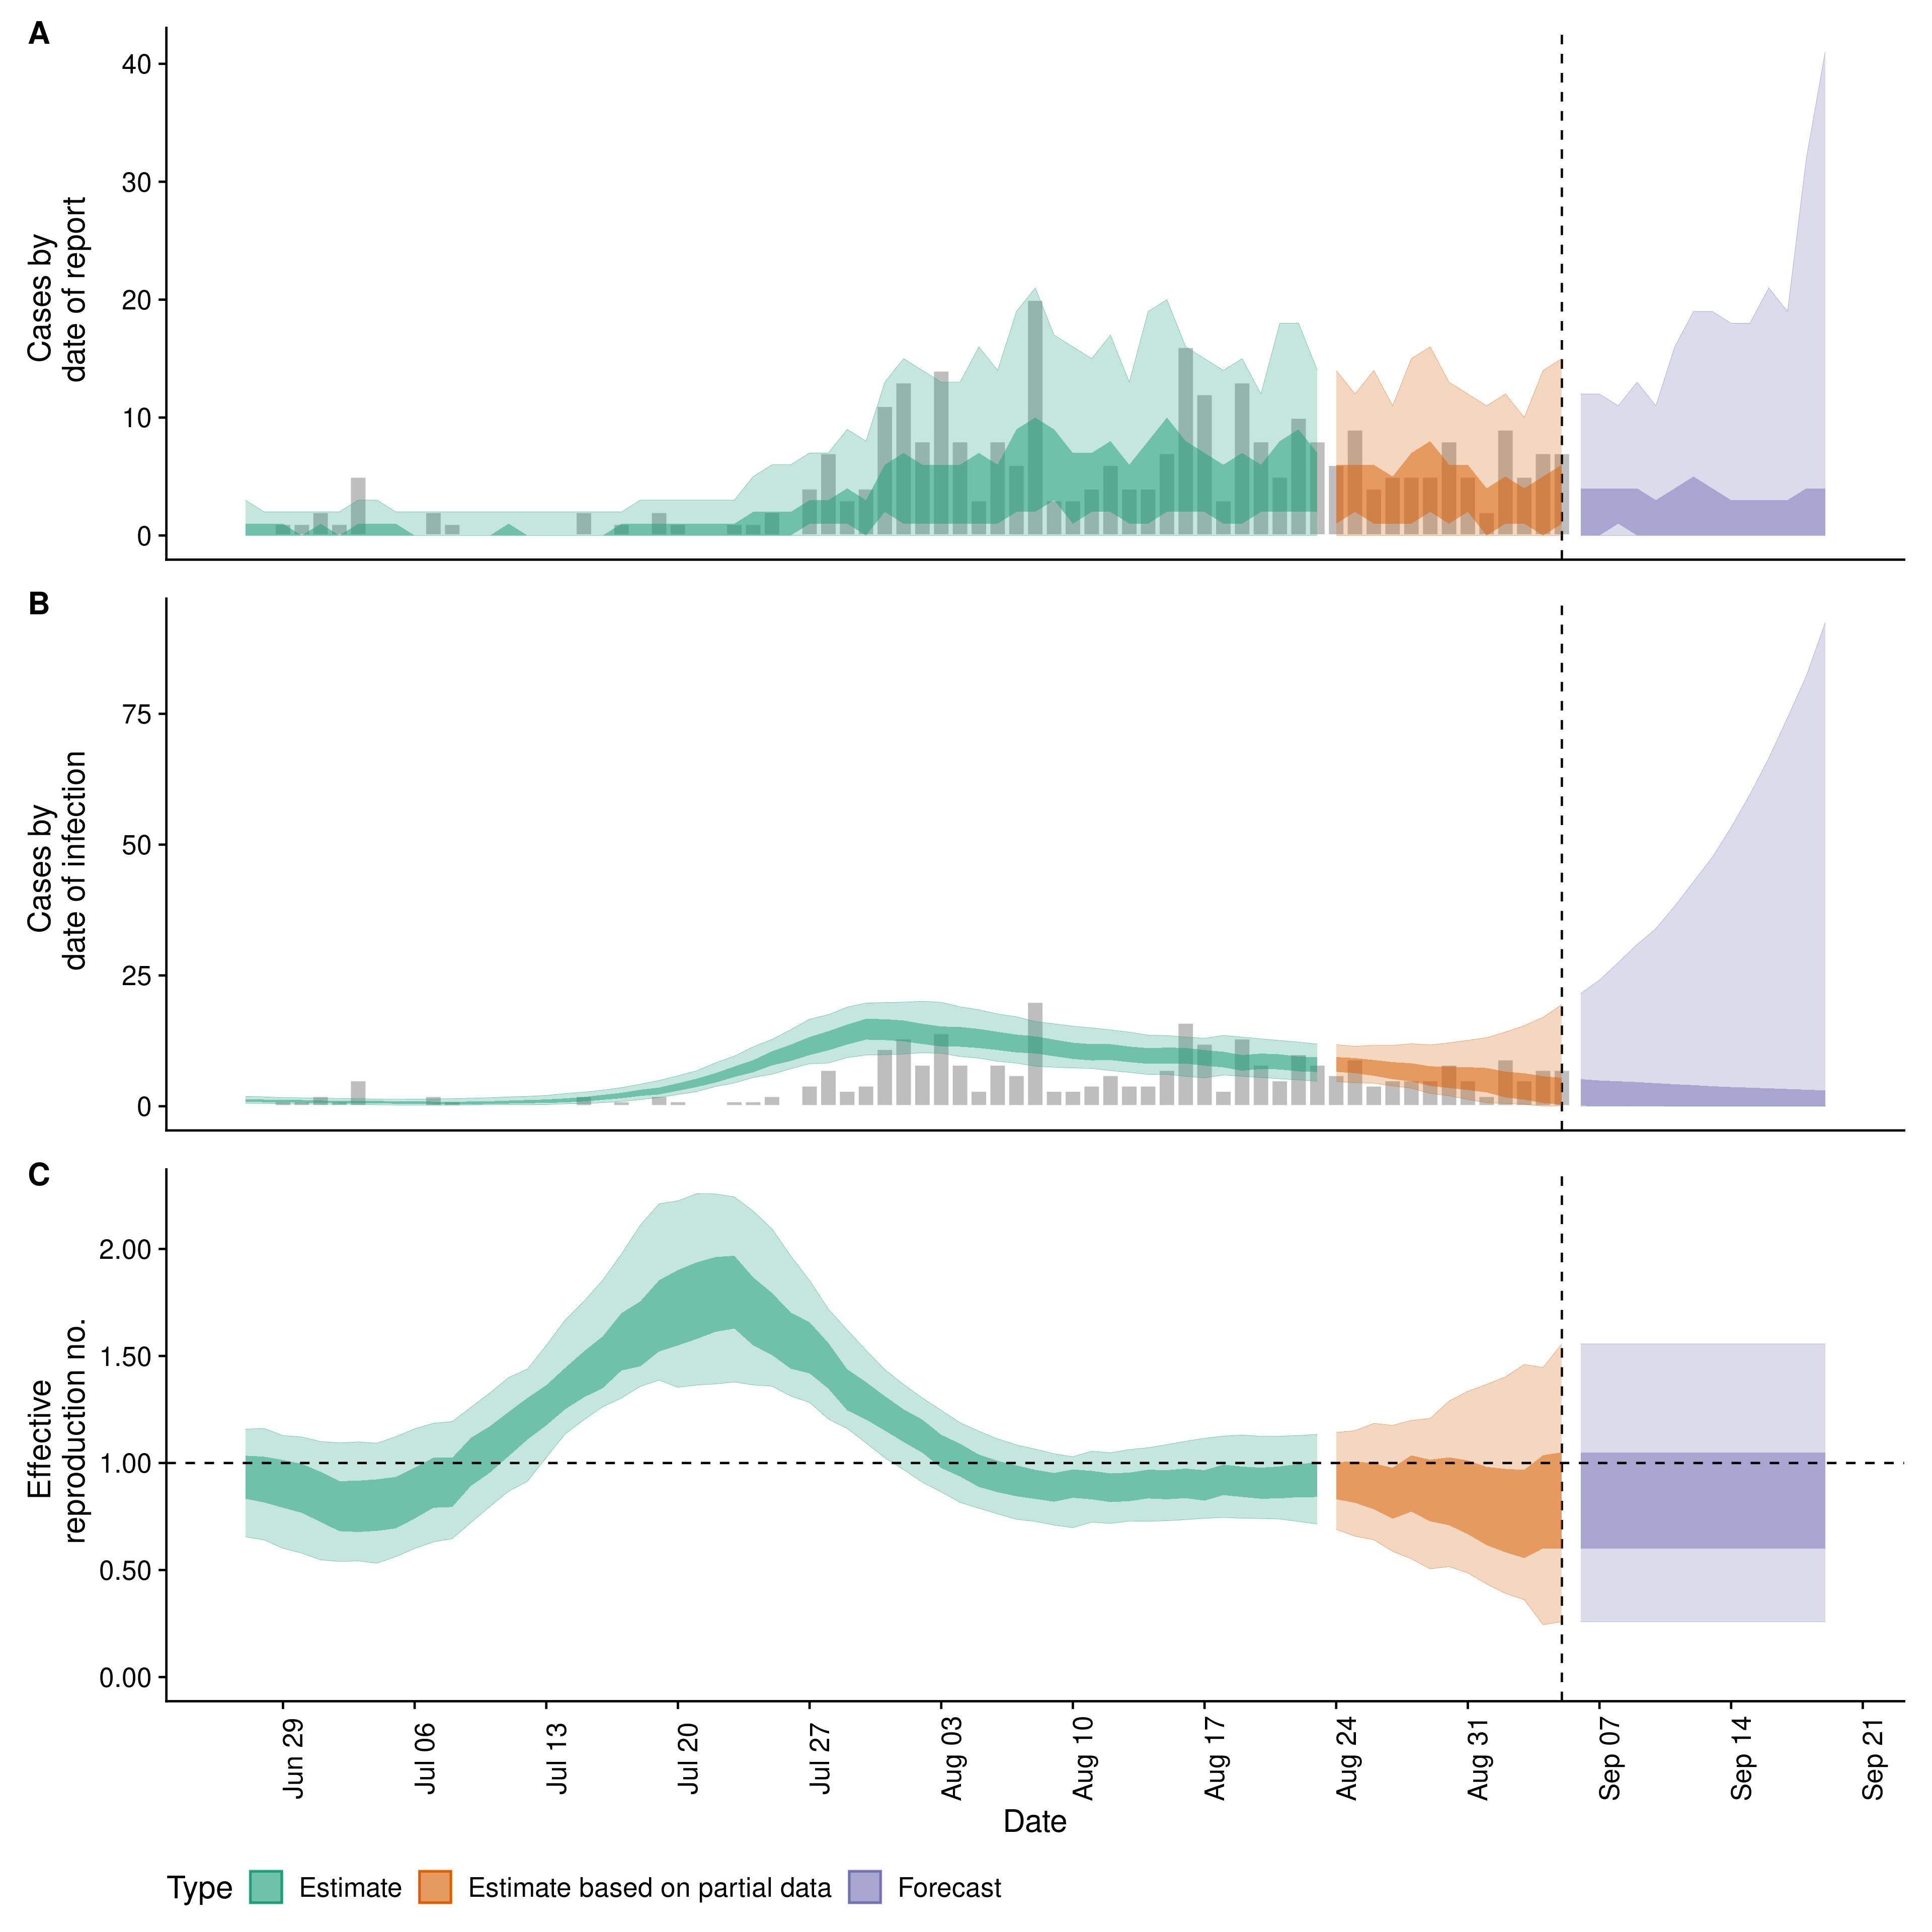 A
Cases by
date of report
40
30
20
10
0
B
Cases by
date of infection
75
50
25
0
C
Effective
reproduction no.
2.00
1.50
1.00
0.50
0.00
Jun 29
Jul 06
Jul 13
Jul 20
Jul 27
Aug 03
Aug 10
Aug 17
Aug 24
Aug 31
Sep 07
Sep 14
Sep 21
Date
Type Estimate Estimate based on partial data Forecast